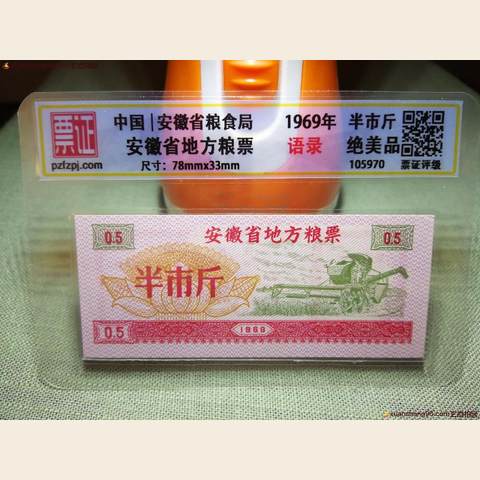 票证
pzfzpj.com
中国|安徽省粮食局 1969年 半市斤
安徽省地方粮票 语录 绝美品
尺寸：78mmx33mm 105970 票证评级
安徽省地方粮票
0.5 0.5
半市斤
0.5 1969